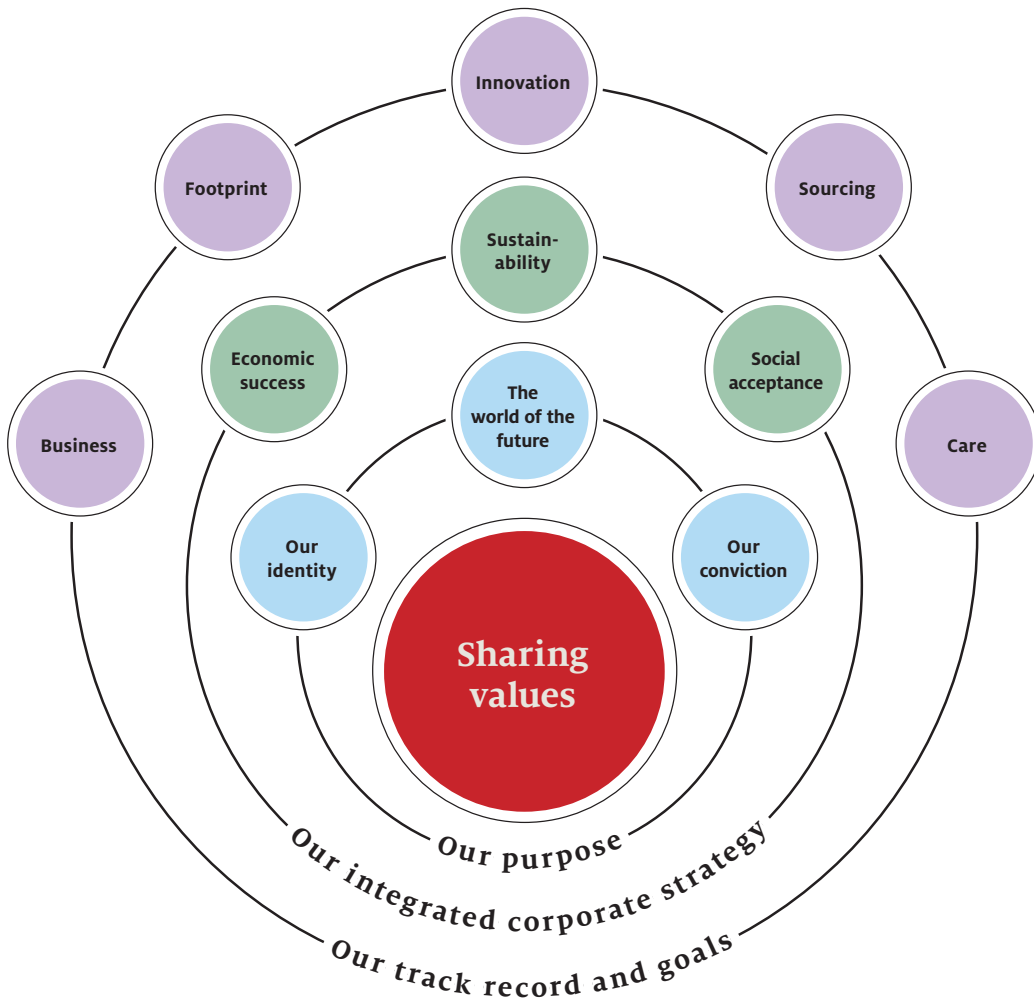 Innovation
Footprint
Sourcing
Sustain-
ability
Economic
success
Social
acceptance
The
world of the
future
Business
Care
Our
identity
Our
conviction
Sharing
values
Our purpose
Our integrated corporate strategy
Our track record and goals